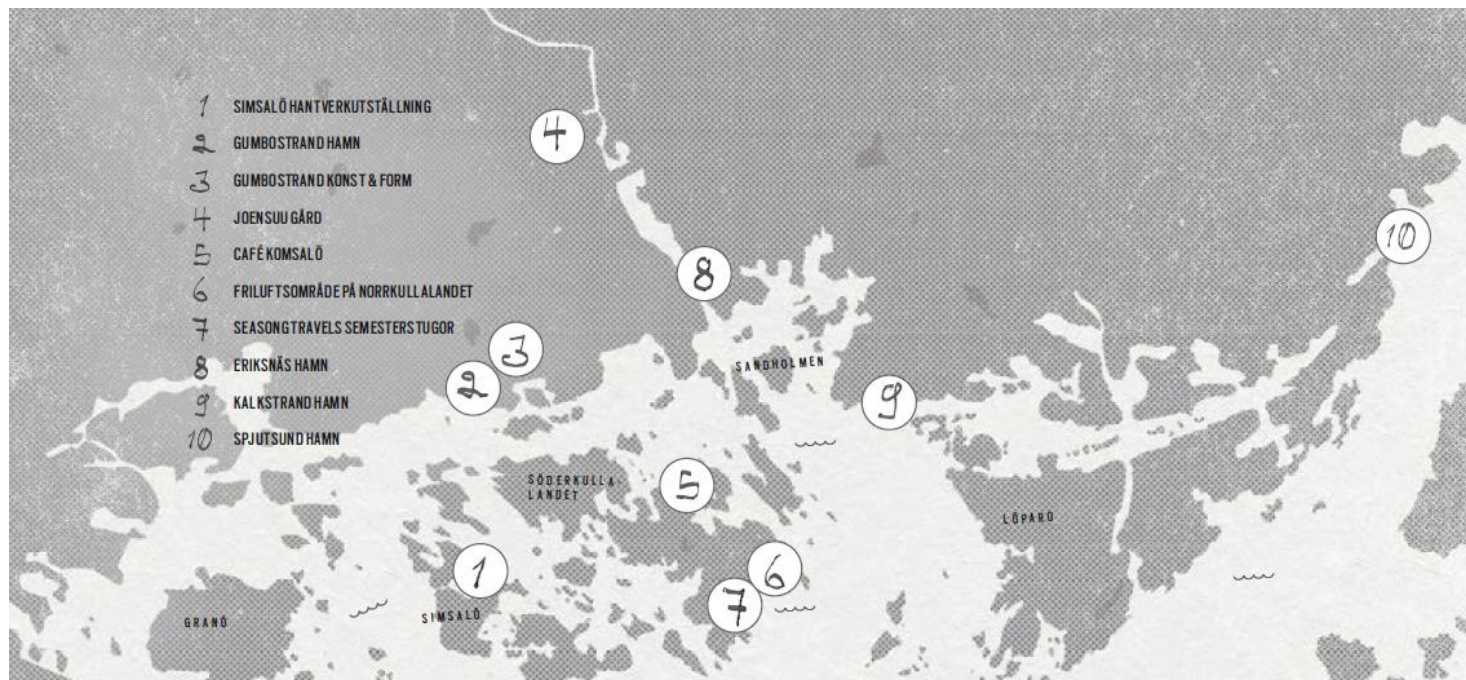 1 SIMSALÖ HANTVERKUTSTÄLLNING
2 GUMBOSTRAND HAMN
3 GUMBOSTRAND KONST & FORM
4 JOENSUU GÅRD
5 CAFÉ KOMSALÖ
6 FRILUFTSOMRÅDE PÅ NORRKULLALANDET
7 SEASONGTRAVELS SEMESTERSTUGOR
8 ERIKSNÄS HAMN
9 KALKSTRAND HAMN
10 SPJUTSUND HAMN
4
10
8
3
SANDHOLMEN
2
9
SÖDERKULLA-
LANDET
5
LÖPARÖ
1
6
7
SIMSALÖ
GRANÖ